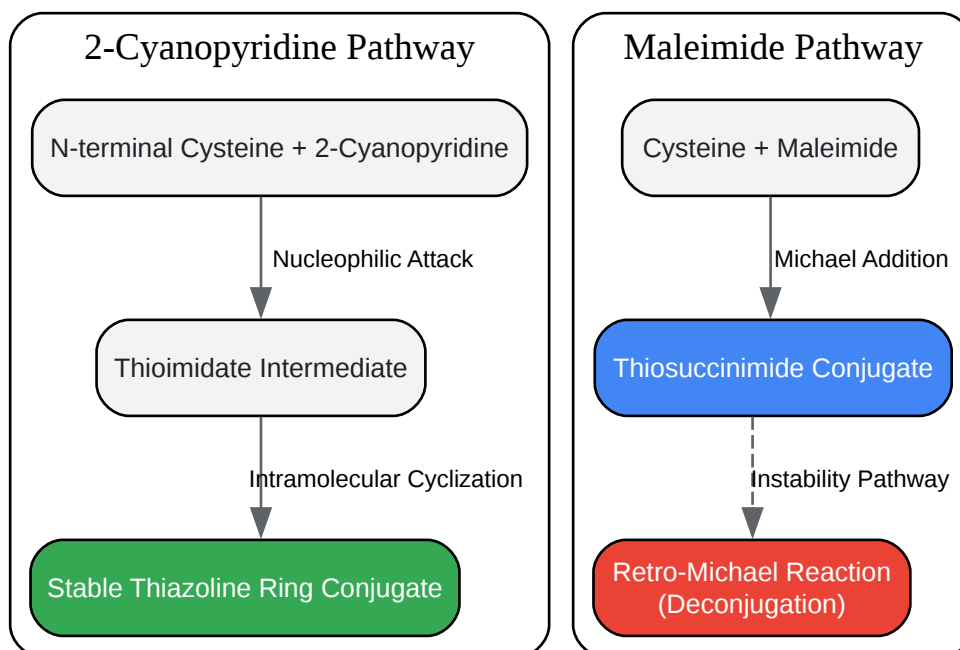 2-Cyanopyridine Pathway
N-terminal Cysteine + 2-Cyanopyridine
Nucleophilic Attack
Thioimidate Intermediate
Intramolecular Cyclization
Stable Thiazoline Ring Conjugate
Maleimide Pathway
Cysteine + Maleimide
Michael Addition
Thiosuccinimide Conjugate
Instability Pathway
Retro-Michael Reaction
(Deconjugation)